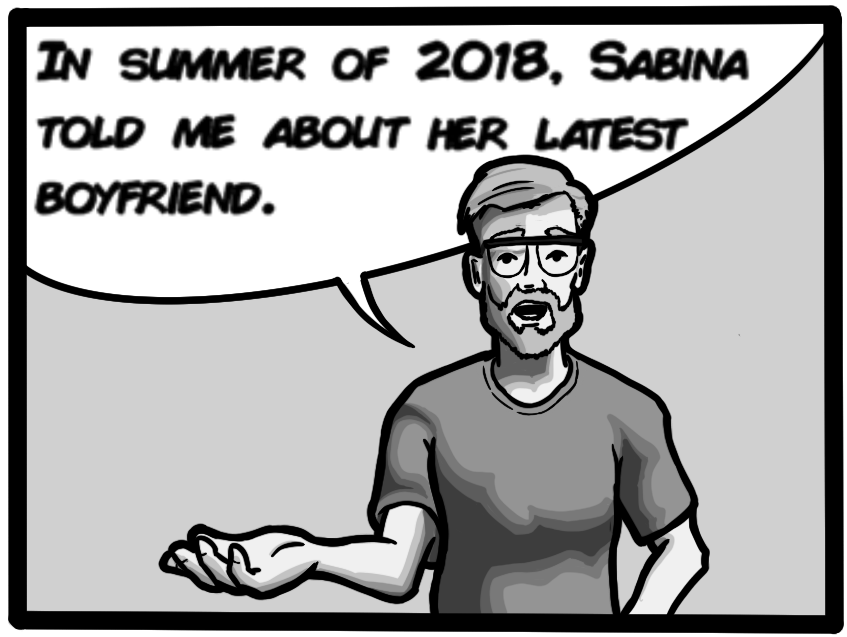 In summer of 2018, Sabina
told me about her latest
boyfriend.